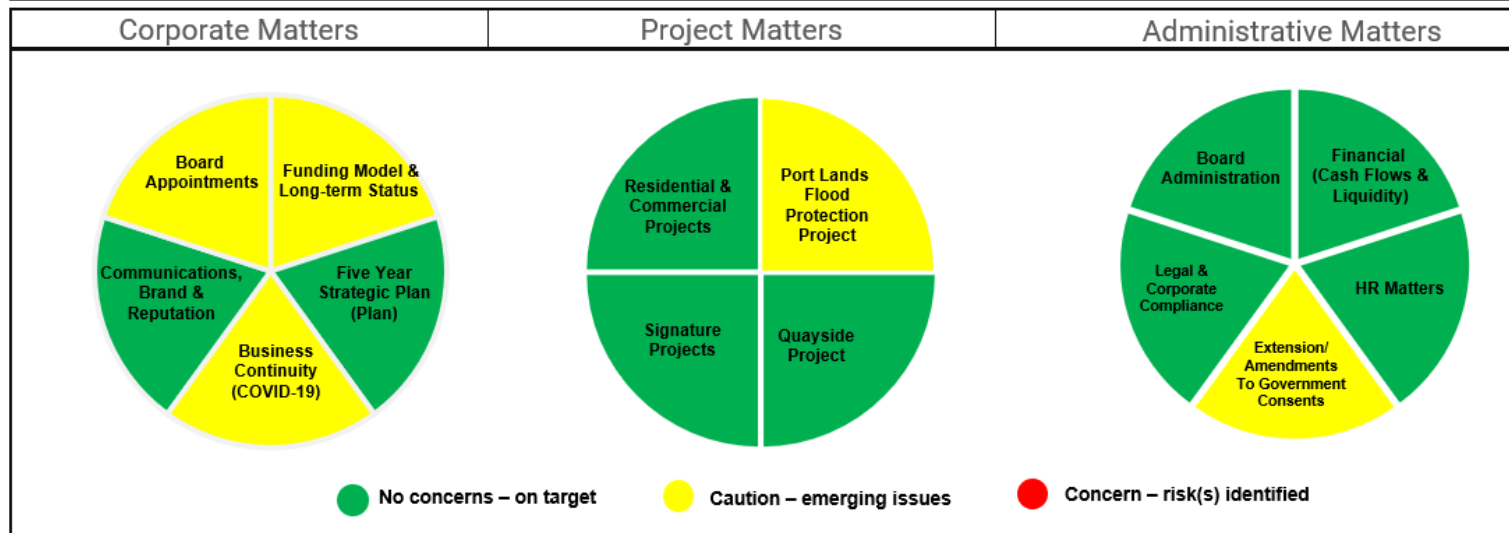 Corporate Matters
Project Matters
Administrative Matters
Board
Appointments
Funding Model &
Long-term Status
Communications,
Brand &
Reputation
Five Year
Strategic Plan
(Plan)
Business
Continuity
(COVID-19)
Residential &
Commercial
Projects
Port Lands
Flood
Protection
Project
Signature
Projects
Quayside
Project
Board
Administration
Financial
(Cash Flows &
Liquidity)
Legal &
Corporate
Compliance
HR Matters
Extension/
Amendments
To Government
Consents
No concerns – on target
Caution – emerging issues
Concern – risk(s) identified